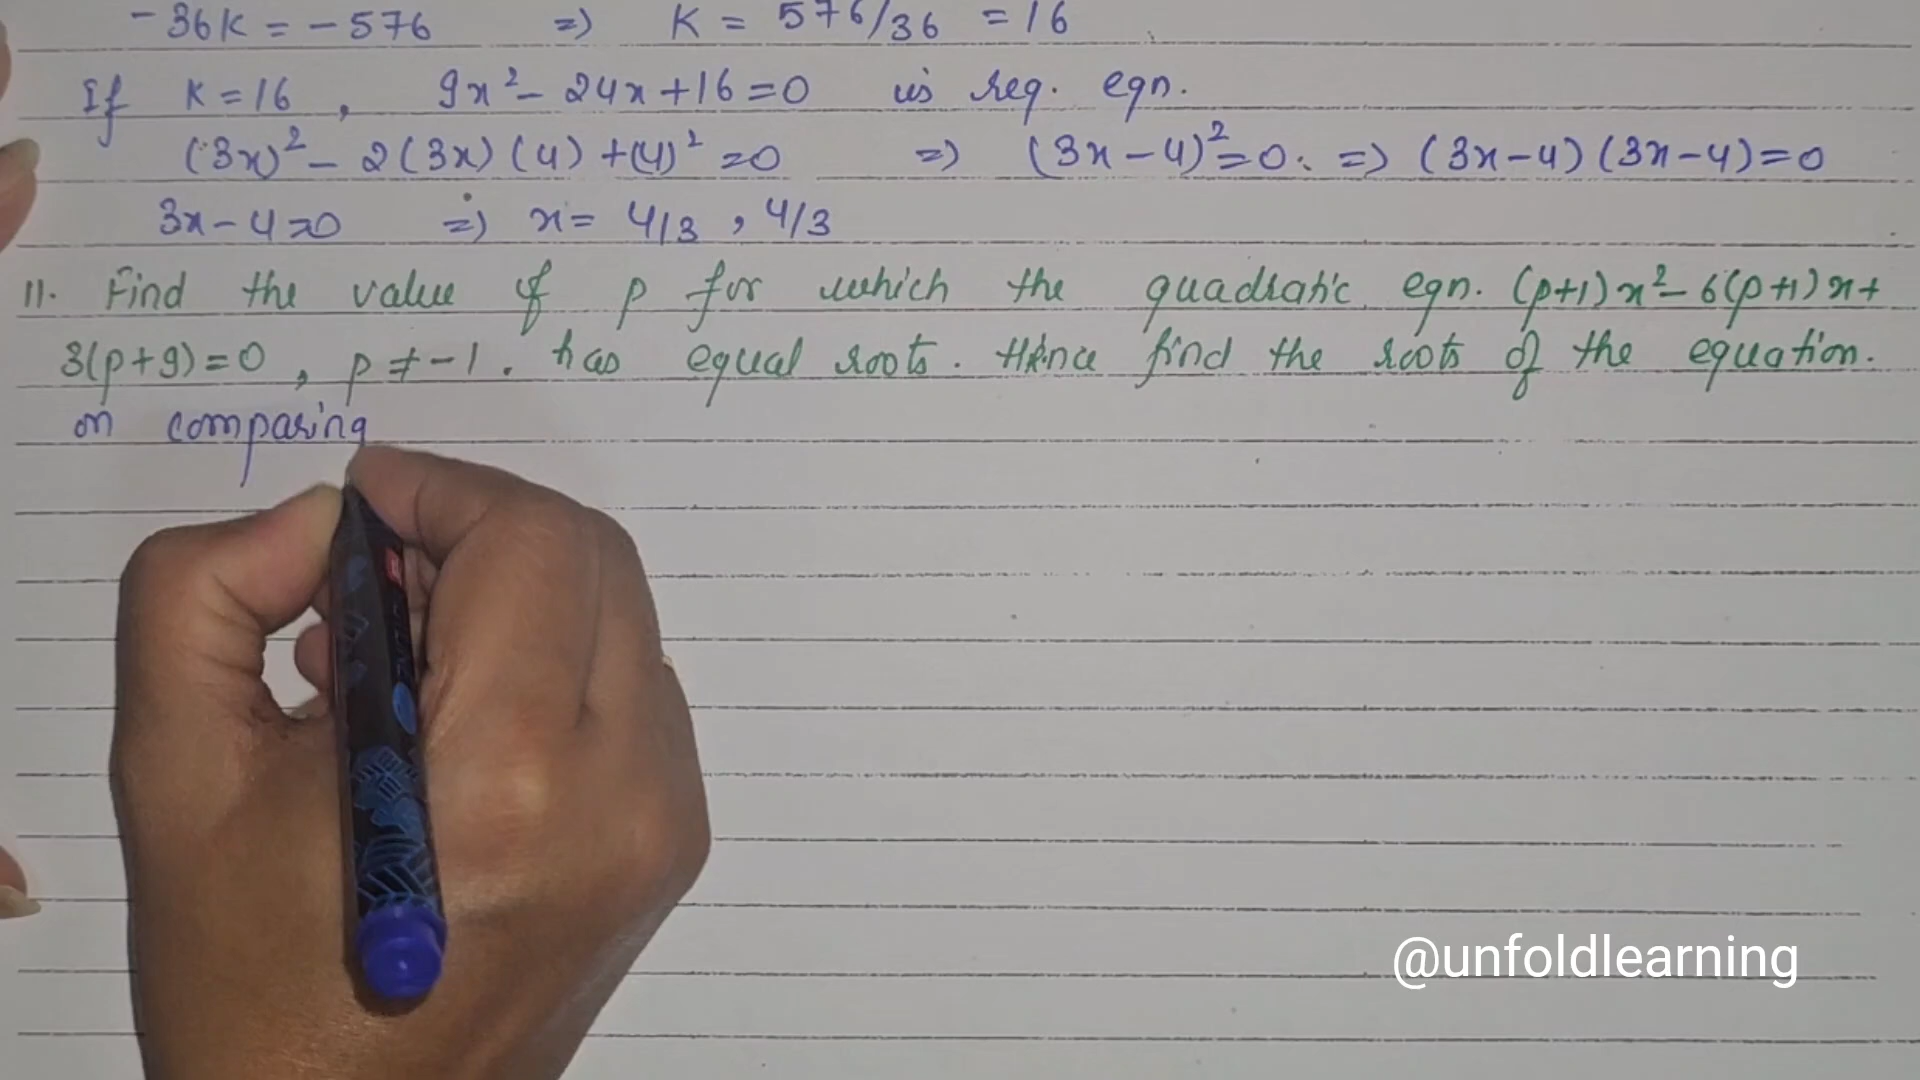 -36K = -576 => K = 576/36 = 16
If K=16, 9x²- 24x+16=0 is req. eqn.
(3x)² - 2(3x)(4) +(4)² =0 => (3x-4)²=0. => (3x-4)(3x-4)=0
3x-4=0 => x= 4/3, 4/3
11. Find the value of p for which the quadratic eqn. (p+1)x²-6(p+1)x+
3(p+9)=0, p≠-1. has equal roots. Hence find the roots of the equation.
on comparing
@unfoldlearning